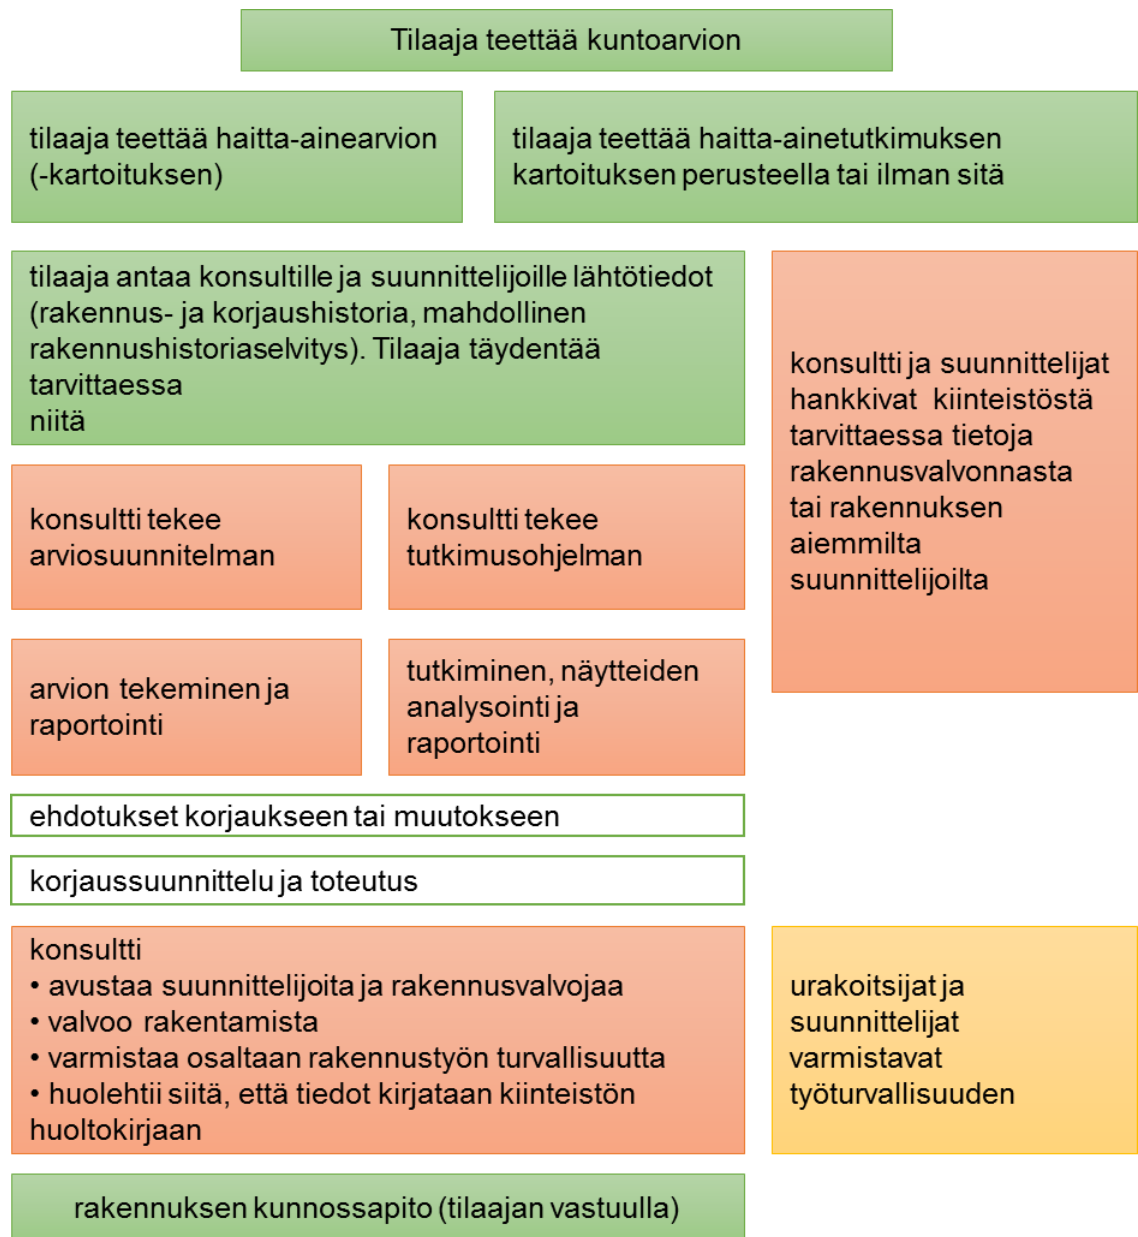 Tilaaja teettää kuntoarvion
tilaaja teettää haitta-ainearvion
(-kartoituksen)
tilaaja teettää haitta-ainetutkimuksen
kartoituksen perusteella tai ilman sitä
tilaaja antaa konsultille ja suunnittelijoille lähtötiedot
(rakennus- ja korjaushistoria, mahdollinen
rakennushistoriaselvitys). Tilaaja täydentää
tarvittaessa
niitä
konsultti ja suunnittelijat
hankkivat kiinteistöstä
tarvittaessa tietoja
rakennusvalvonnasta
tai rakennuksen
aiemmilta
suunnittelijoilta
konsultti tekee
arviosuunnitelman
konsultti tekee
tutkimusohjelman
arvion tekeminen ja
raportointi
tutkiminen, näytteiden
analysointi ja
raportointi
ehdotukset korjaukseen tai muutokseen
korjaussuunnittelu ja toteutus
konsultti
• avustaa suunnittelijoita ja rakennusvalvojaa
• valvoo rakentamista
• varmistaa osaltaan rakennustyön turvallisuutta
• huolehtii siitä, että tiedot kirjataan kiinteistön
huoltokirjaan
urakoitsijat ja
suunnittelijat
varmistavat
työturvallisuuden
rakennuksen kunnossapito (tilaajan vastuulla)